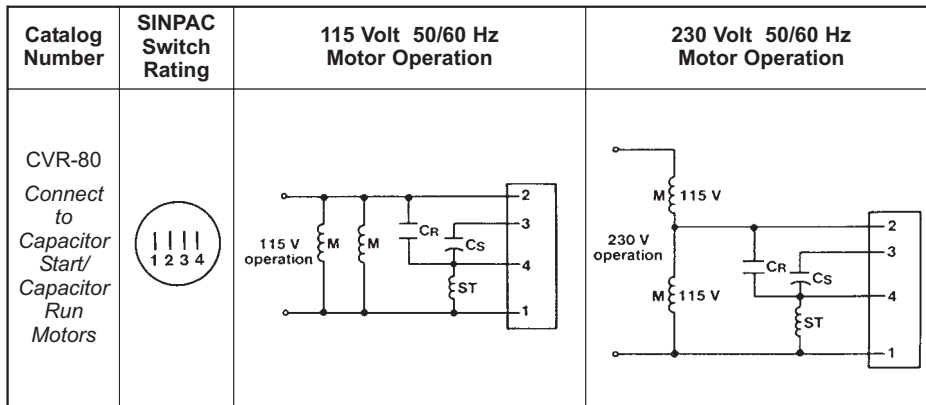 Catalog
Number
SINPAC
Switch
Rating
115 Volt 50/60 Hz
Motor Operation
230 Volt 50/60 Hz
Motor Operation
CVR-80
Connect
to
Capacitor
Start/
Capacitor
Run
Motors
1 2 3 4
115 V
operation
M
M
CR
CS
ST
2
3
4
1
230 V
operation
M 115 V
M 115 V
CR
CS
ST
2
3
4
1